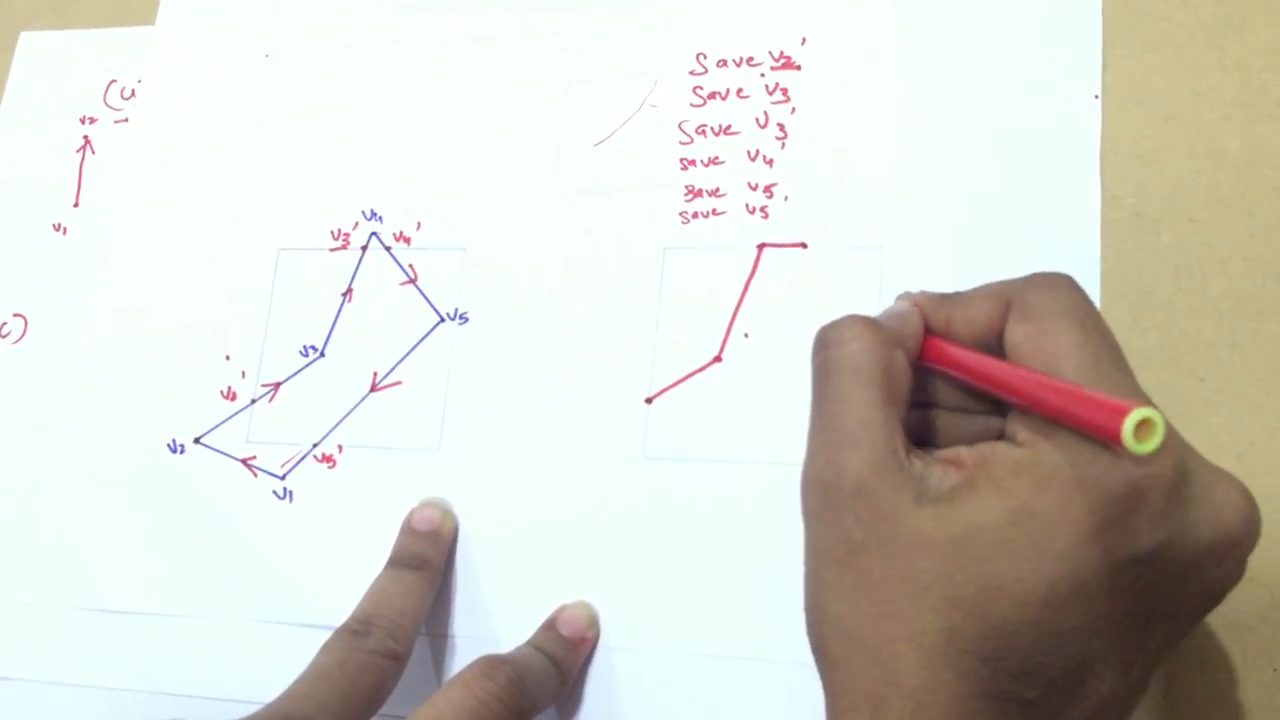 (ii
v2
v1
c)
Save v2'
Save v3
Save v3'
save v4'
save v5,
save v5
v4
v3' v4'
v5
v3
v2'
v2
v5'
v1